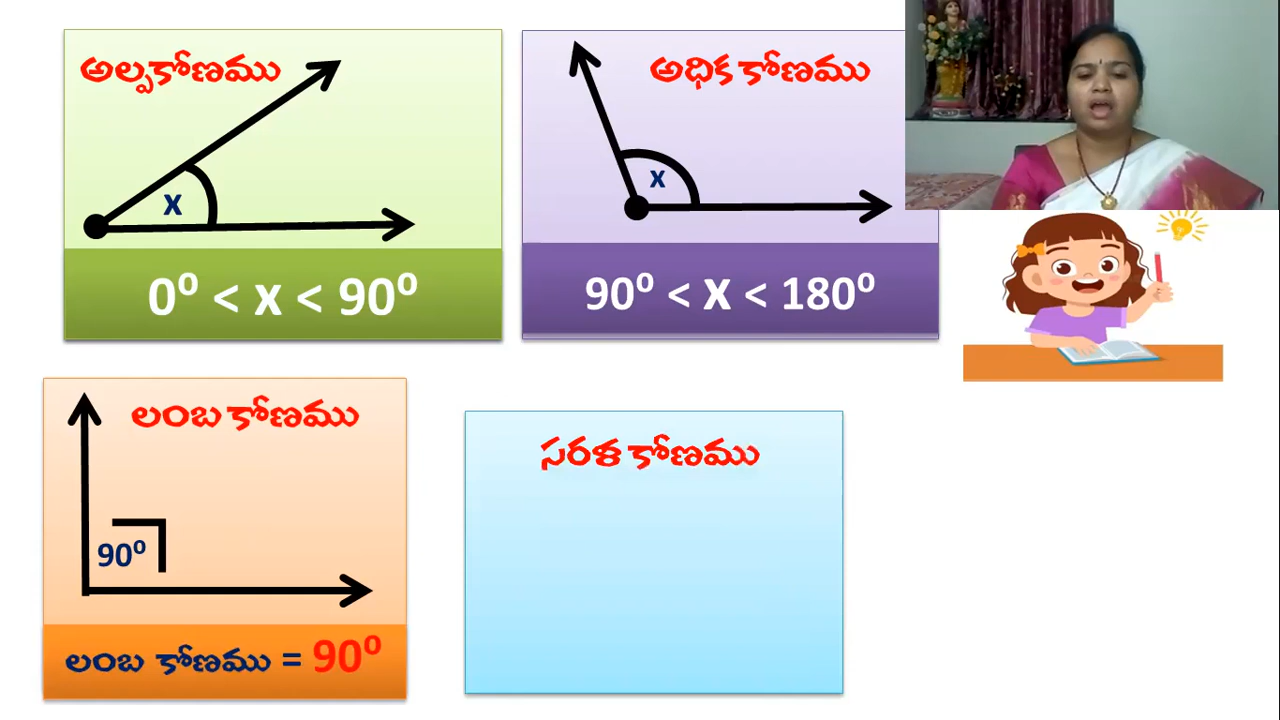 అల్పకోణము
x
0⁰ < x < 90⁰
అధిక కోణము
x
90⁰ < x < 180⁰
లంబ కోణము
90⁰
లంబ కోణము = 90⁰
సరళ కోణము